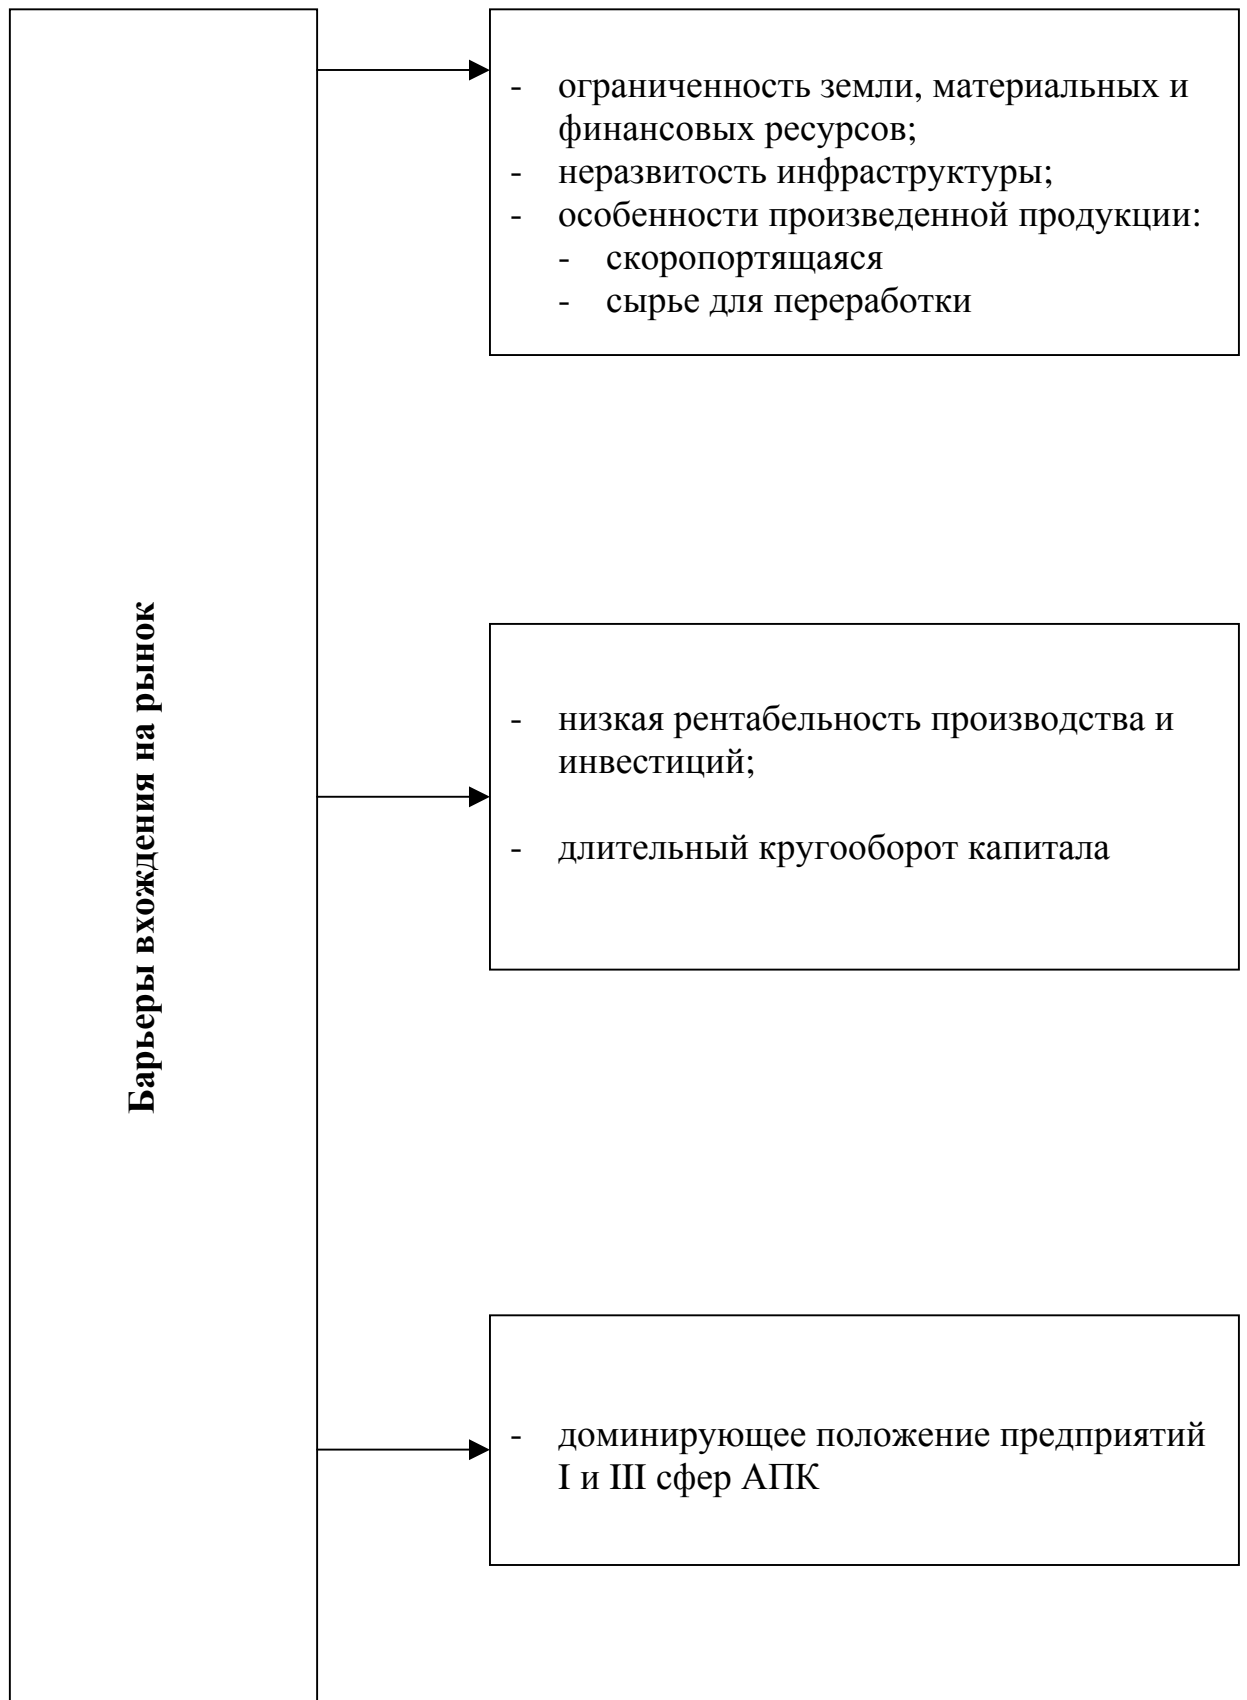 Барьеры вхождения на рынок
- ограниченность земли, материальных и
финансовых ресурсов;
- неразвитость инфраструктуры;
- особенности произведенной продукции:
- скоропортящаяся
- сырье для переработки
- низкая рентабельность производства и
инвестиций;
- длительный кругооборот капитала
- доминирующее положение предприятий
I и III сфер АПК